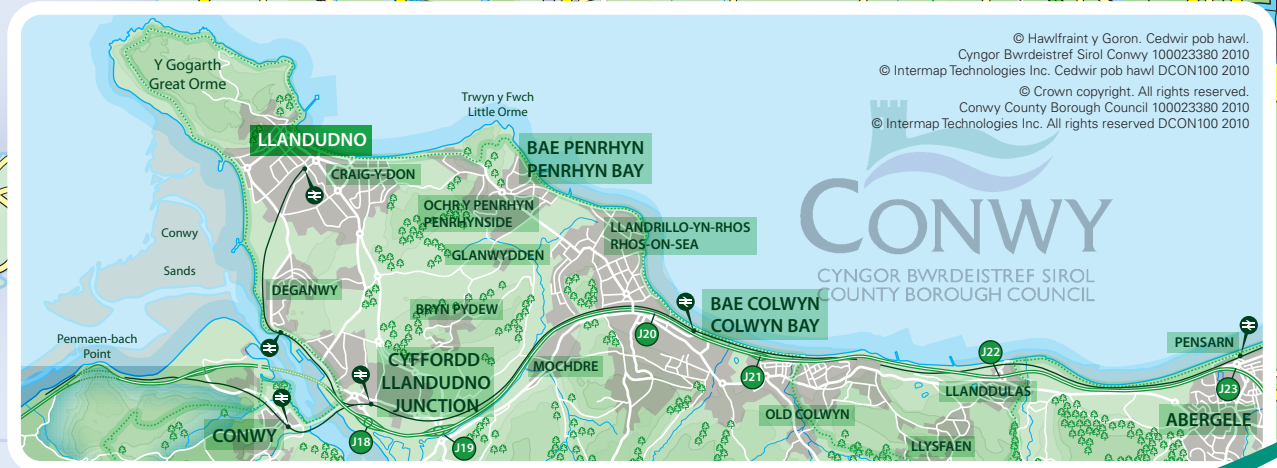 © Hawlfraint y Goron. Cedwir pob hawl.
Cyngor Bwrdeistref Sirol Conwy 100023380 2010
© Intermap Technologies Inc. Cedwir pob hawl DCON100 2010
© Crown copyright. All rights reserved.
Conwy County Borough Council 100023380 2010
© Intermap Technologies Inc. All rights reserved DCON100 2010
Y Gogarth
Great Orme
Trwyn y Fwch
Little Orme
LLANDUDNO
BAE PENRHYN
PENRHYN BAY
CRAIG-Y-DON
OCHR Y PENRHYN
PENRHYNSIDE
LLANDRILLO-YN-RHOS
RHOS-ON-SEA
CONWY
CYNGOR BWRDEISTREF SIROL
COUNTY BOROUGH COUNCIL
Conwy
Sands
GLANWYDDEN
DEGANWY
BRYN PYDEW
BAE COLWYN
COLWYN BAY
J20
Penmaen-bach
Point
PENSARN
J22
CYFFORDD
LLANDUDNO
JUNCTION
MOCHDRE
J21
LLANDDULAS
J23
OLD COLWYN
ABERGELE
CONWY
J18
J19
LLYSFAEN